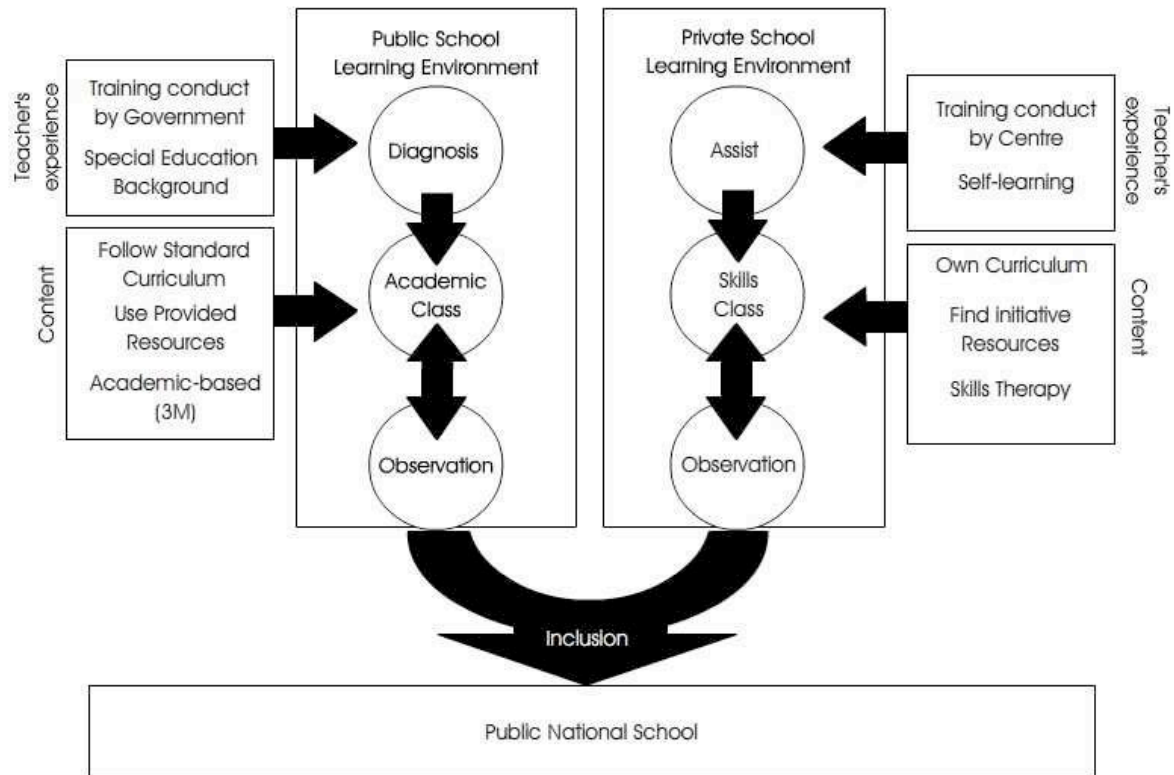 Public School
Learning Environment
Private School
Learning Environment
Teacher's
experience
Training conduct
by Government
Special Education
Background
Diagnosis
Assist
Training conduct
by Centre
Self-learning
Teacher's
experience
Content
Follow Standard
Curriculum
Use Provided
Resources
Academic-based
(3M)
Academic
Class
Skills
Class
Own Curriculum
Find initiative
Resources
Skills Therapy
Content
Observation
Observation
Inclusion
Public National School